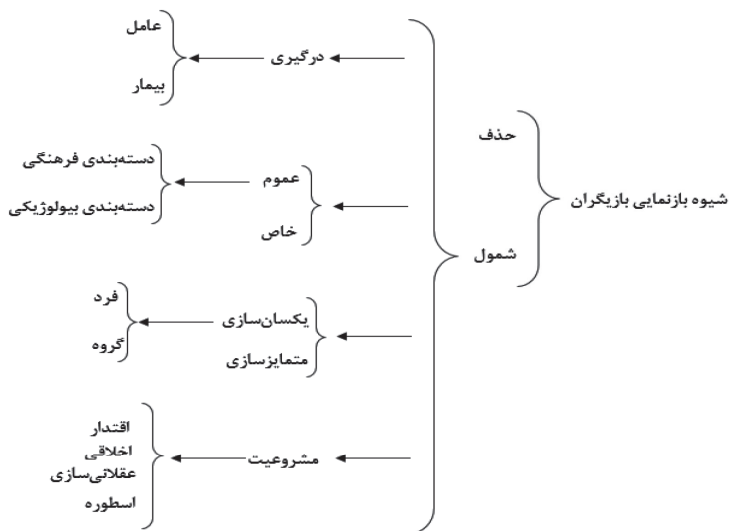 شیوه بازنمایی بازیگران
حذف
شمول
درگیری
عامل
بیمار
عموم
خاص
دسته‌بندی فرهنگی
دسته‌بندی بیولوژیکی
یکسان‌سازی
متمایزسازی
فرد
گروه
مشروعیت
اقتدار
اخلاقی
عقلانی‌سازی
اسطوره